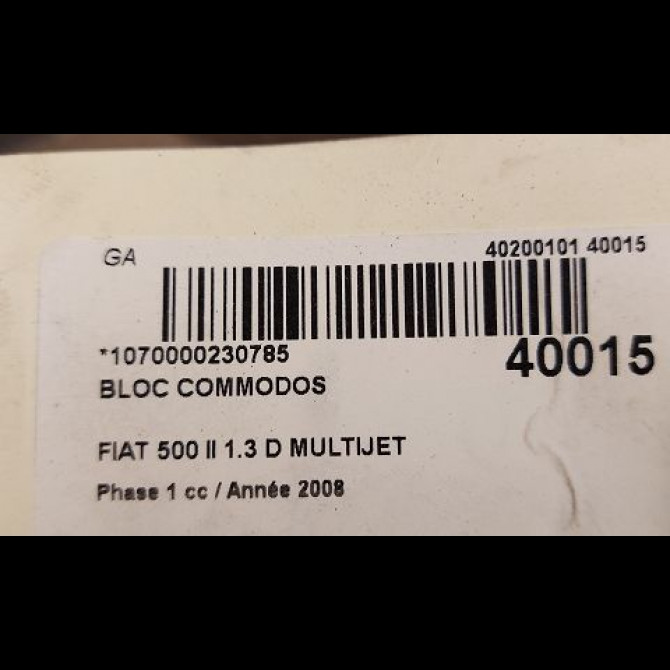 GA
40200101 40015
*1070000230785
40015
BLOC COMMODOS
FIAT 500 II 1.3 D MULTIJET
Phase 1 cc / Année 2008